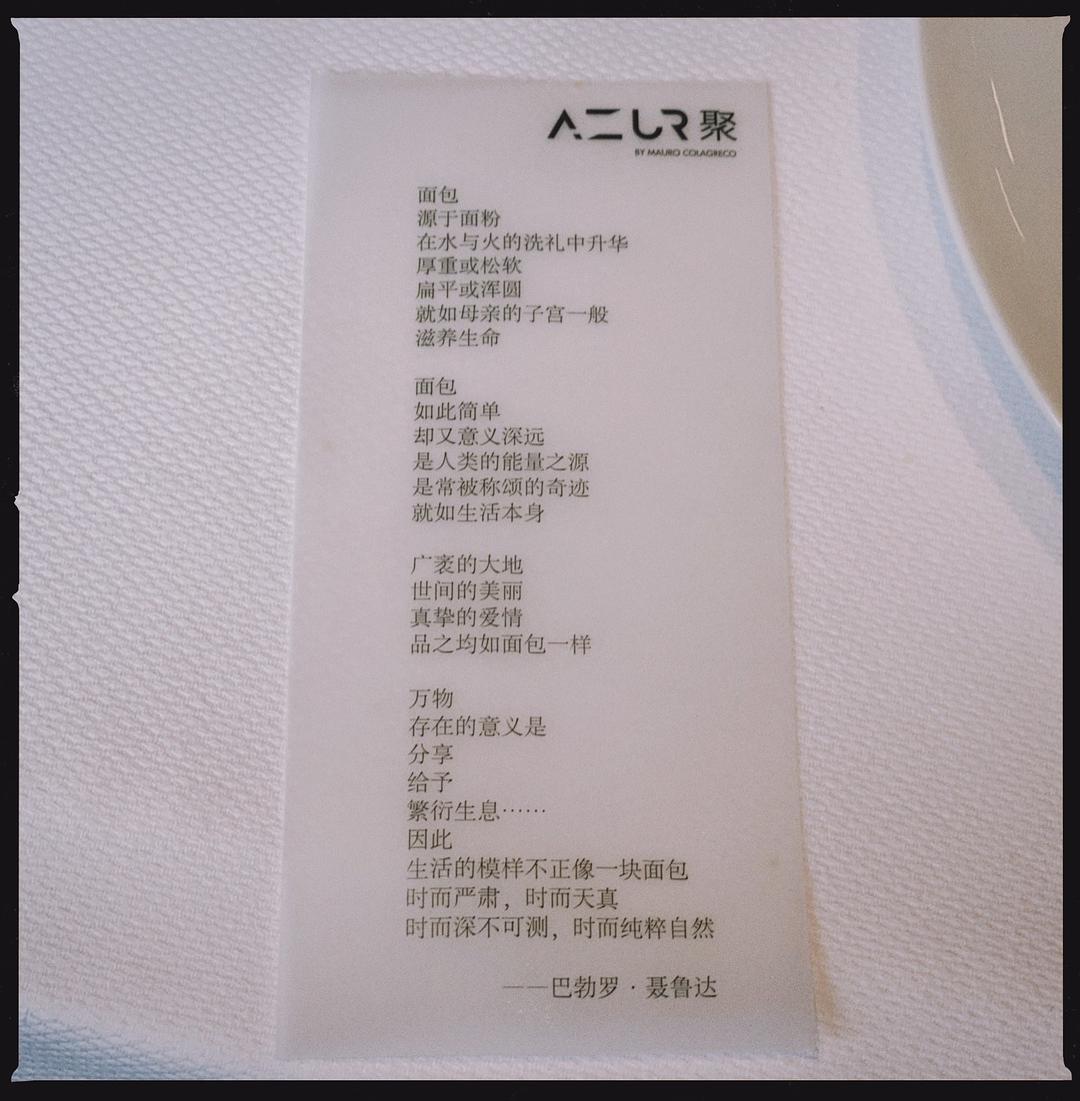 AZUR 聚
BY MAURO COLAGRECO
面包
源于面粉
在水与火的洗礼中升华
厚重或松软
扁平或浑圆
就如母亲的子宫一般
滋养生命
面包
如此简单
却又意义深远
是人类的能量之源
是常被称颂的奇迹
就如生活本身
广袤的大地
世间的美丽
真挚的爱情
品之均如面包一样
万物
存在的意义是
分享
给予
繁衍生息……
因此
生活的模样不正像一块面包
时而严肃，时而天真
时而深不可测，时而纯粹自然
——巴勃罗·聂鲁达